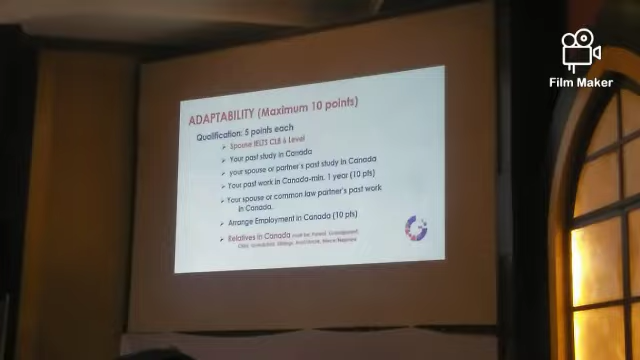 ADAPTABILITY (Maximum 10 points)
Qualification: 5 points each
Spouse IELTS CLB 4 Level
Your past study in Canada
your spouse or partner's past study in Canada
Your past work in Canada-min. 1 year (10 pts)
Your spouse or common law partner's past work
in Canada.
Arrange Employment in Canada (10 pts)
Relatives in Canada
Film Maker